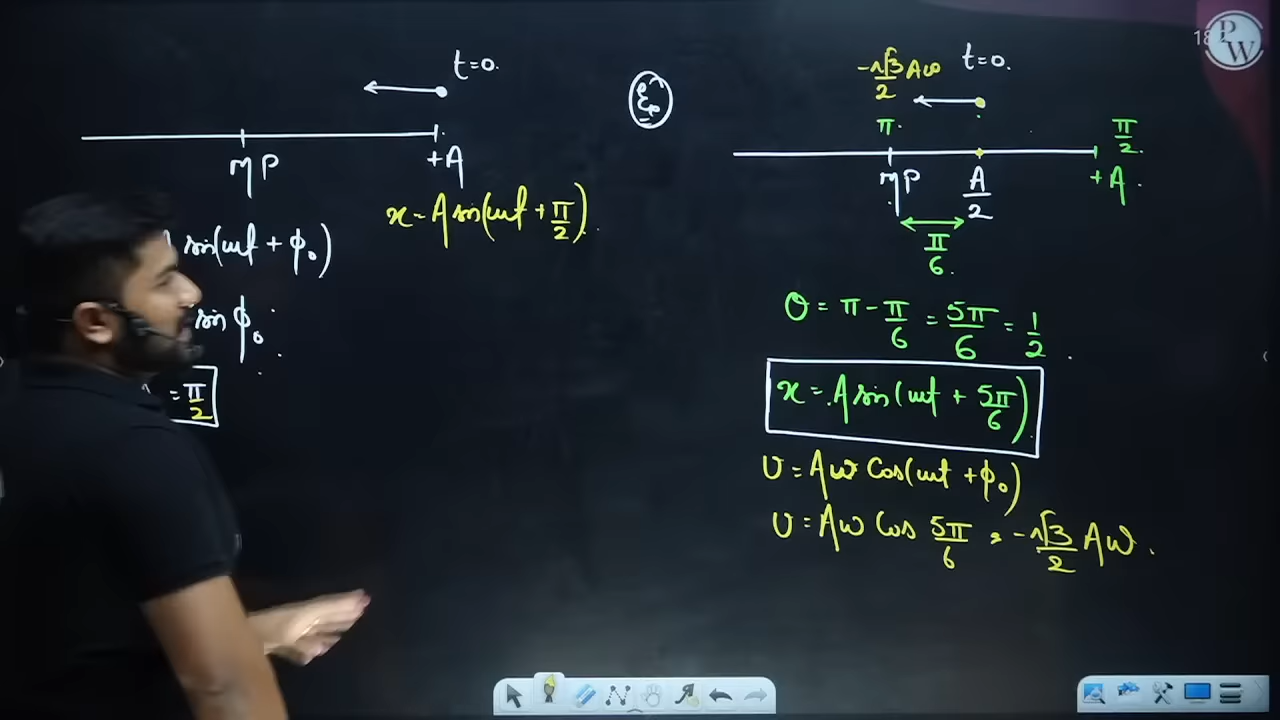 t=0.
MP
+A
x=A sin(ωt + π/2).
sin(ωt + φ₀)
sin φ₀
= π/2
-√3/2 Aω
t=0.
π.
π/2.
MP
A/2
+A.
π/6.
θ = π - π/6 = 5π/6 = 1/2.
x = A sin(ωt + 5π/6).
υ = Aω Cos(ωt + φ₀)
υ = Aω Cos 5π/6 = -√3/2 Aω.
PW